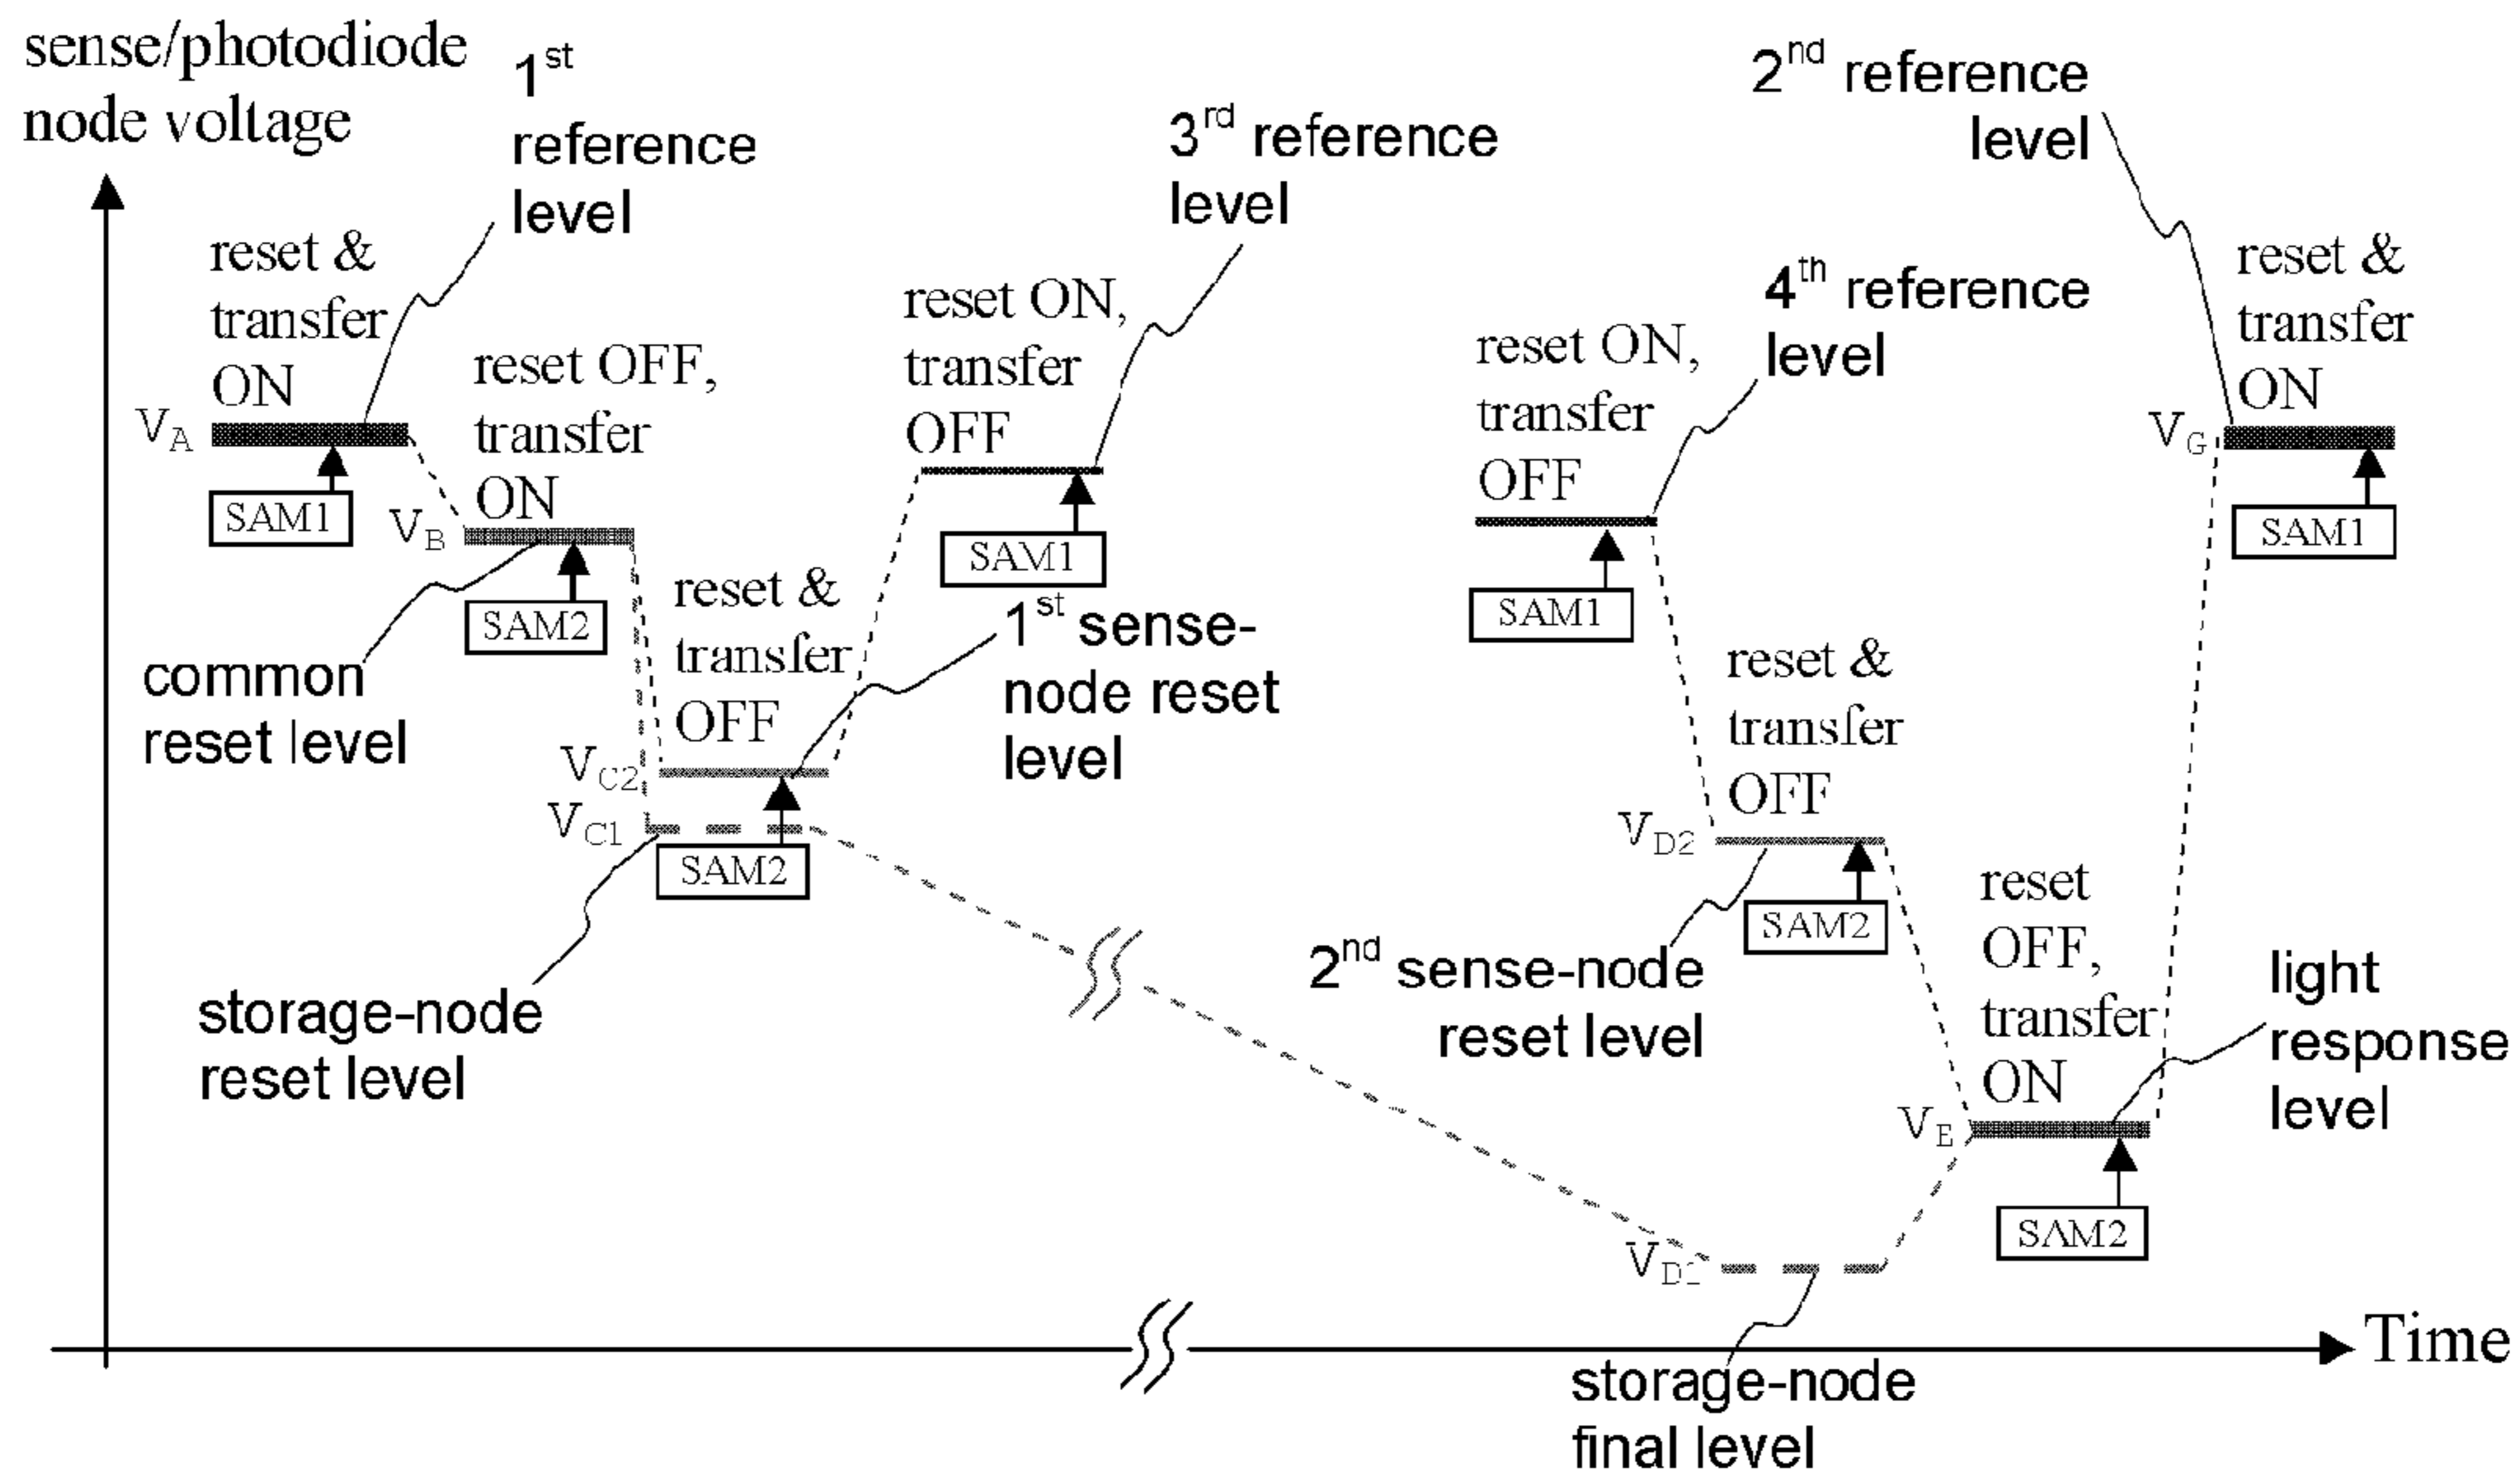 sense/photodiode
node voltage
1st
reference
level
reset &
transfer
ON
VA
SAM1
reset OFF,
transfer
ON
VB
SAM2
common
reset level
reset &
transfer
OFF
VC2
VC1
SAM2
storage-node
reset level
1st sense-
node reset
level
3rd reference
level
reset ON,
transfer
OFF
SAM1
4th reference
level
reset ON,
transfer
OFF
SAM1
reset &
transfer
OFF
VD2
SAM2
2nd sense-node
reset level
VD1
storage-node
final level
reset
OFF,
transfer
ON
VE
SAM2
light
response
level
2nd reference
level
reset &
transfer
ON
VG
SAM1
Time